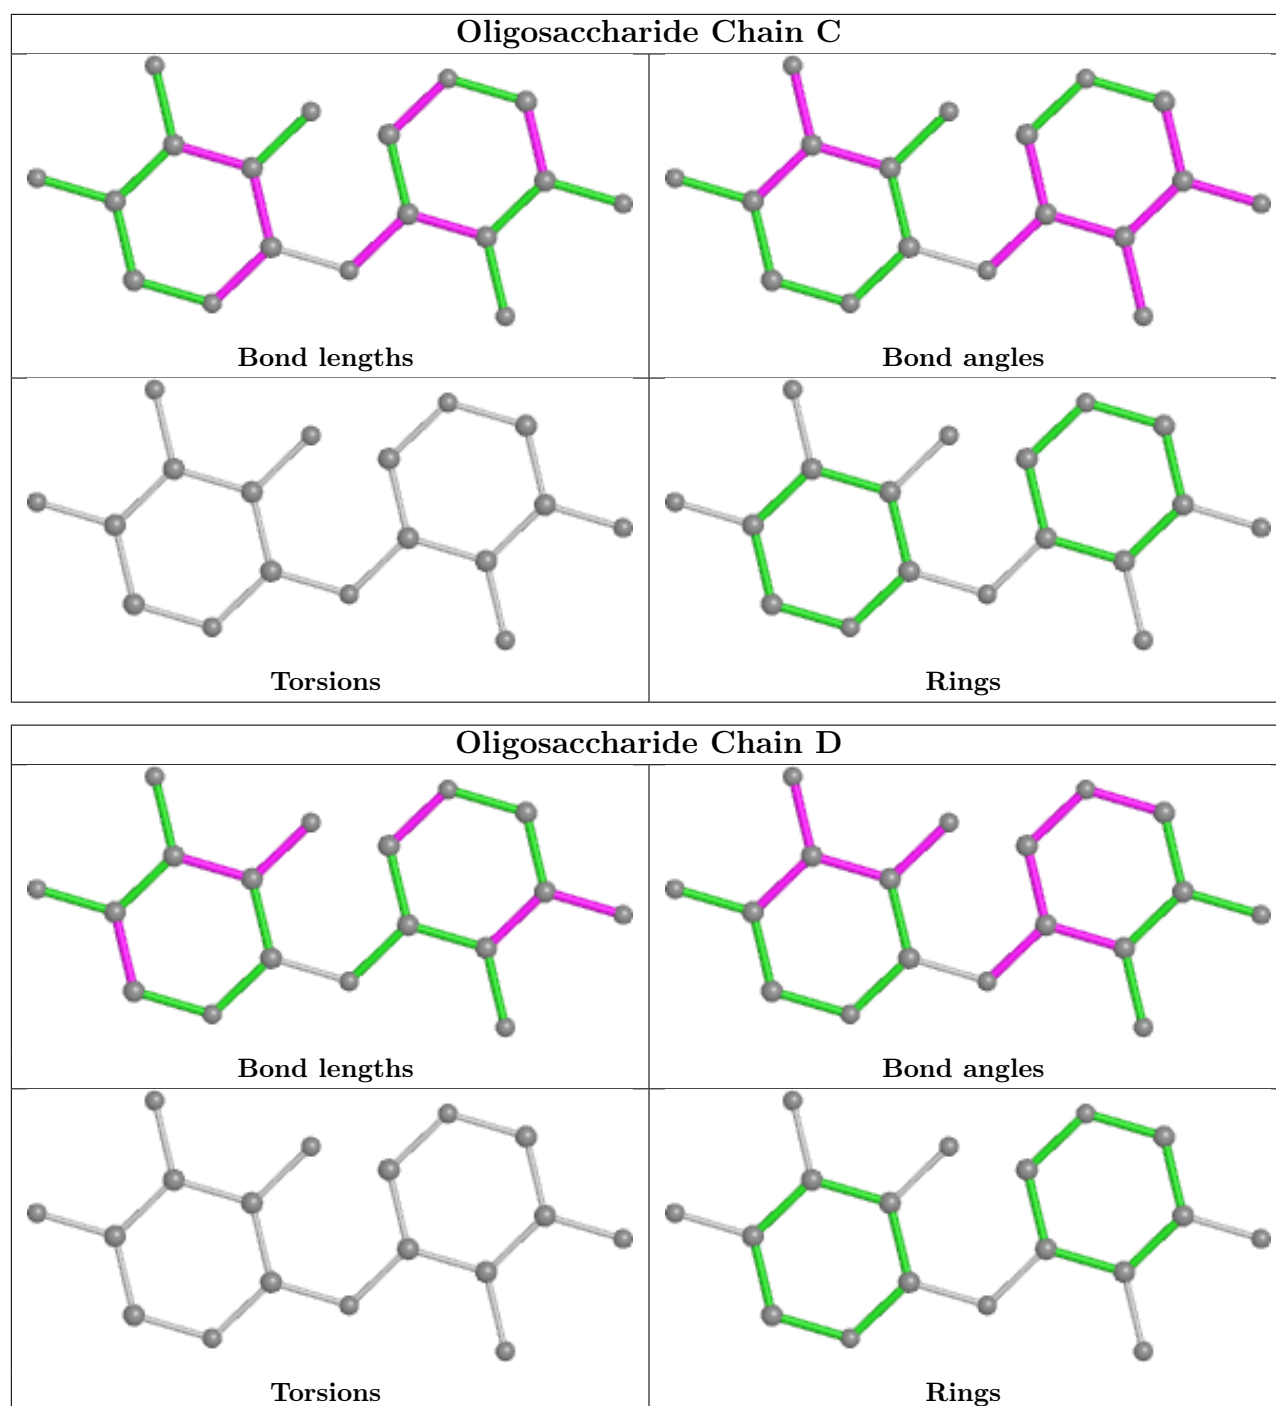 Oligosaccharide Chain C
Bond lengths
Bond angles
Torsions
Rings
Oligosaccharide Chain D
Bond lengths
Bond angles
Torsions
Rings